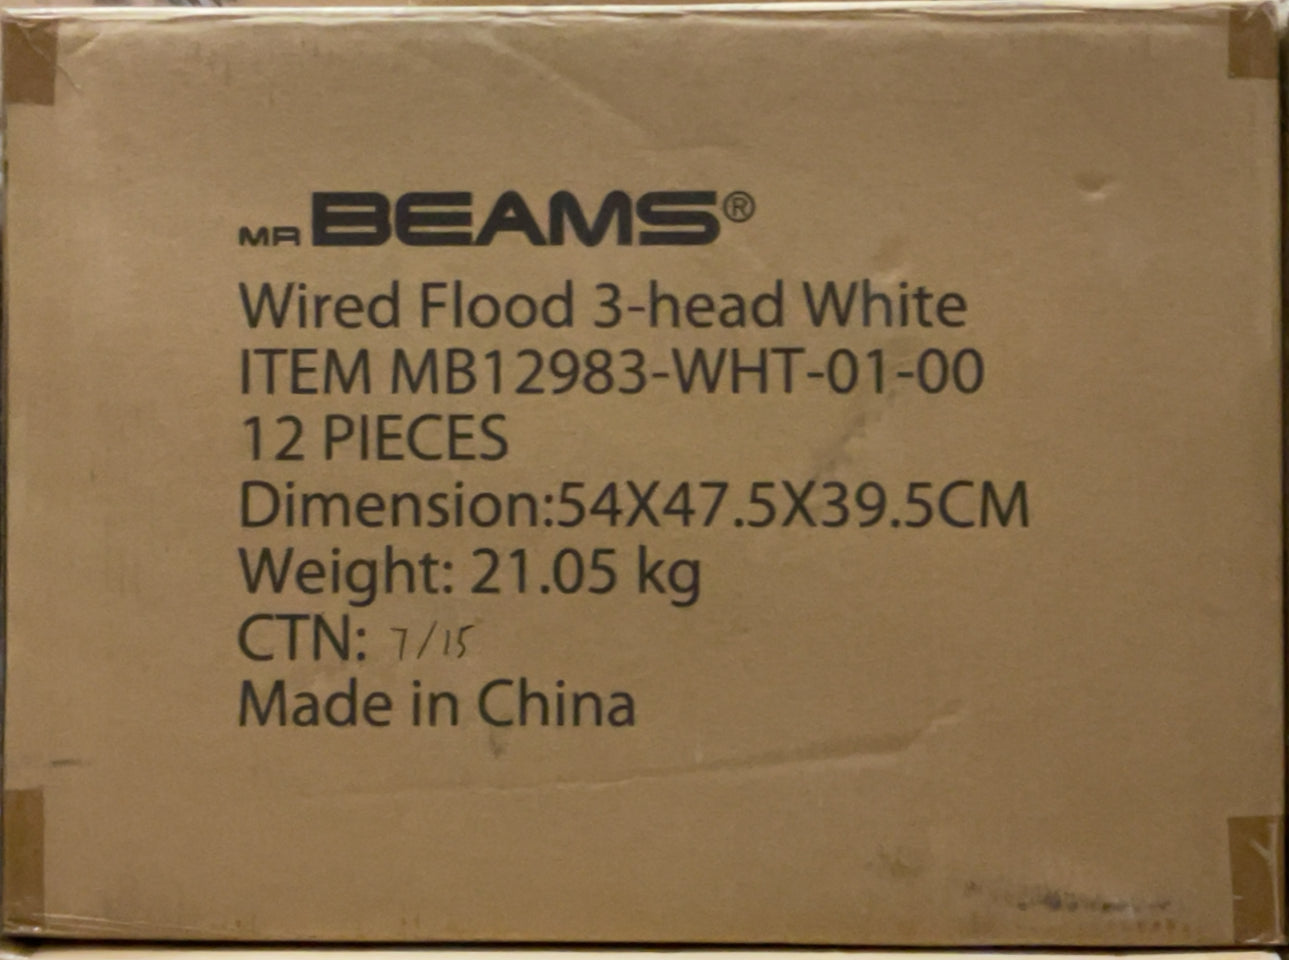 MR BEAMS®
Wired Flood 3-head White
ITEM MB12983-WHT-01-00
12 PIECES
Dimension:54X47.5X39.5CM
Weight: 21.05 kg
CTN: 7/15
Made in China